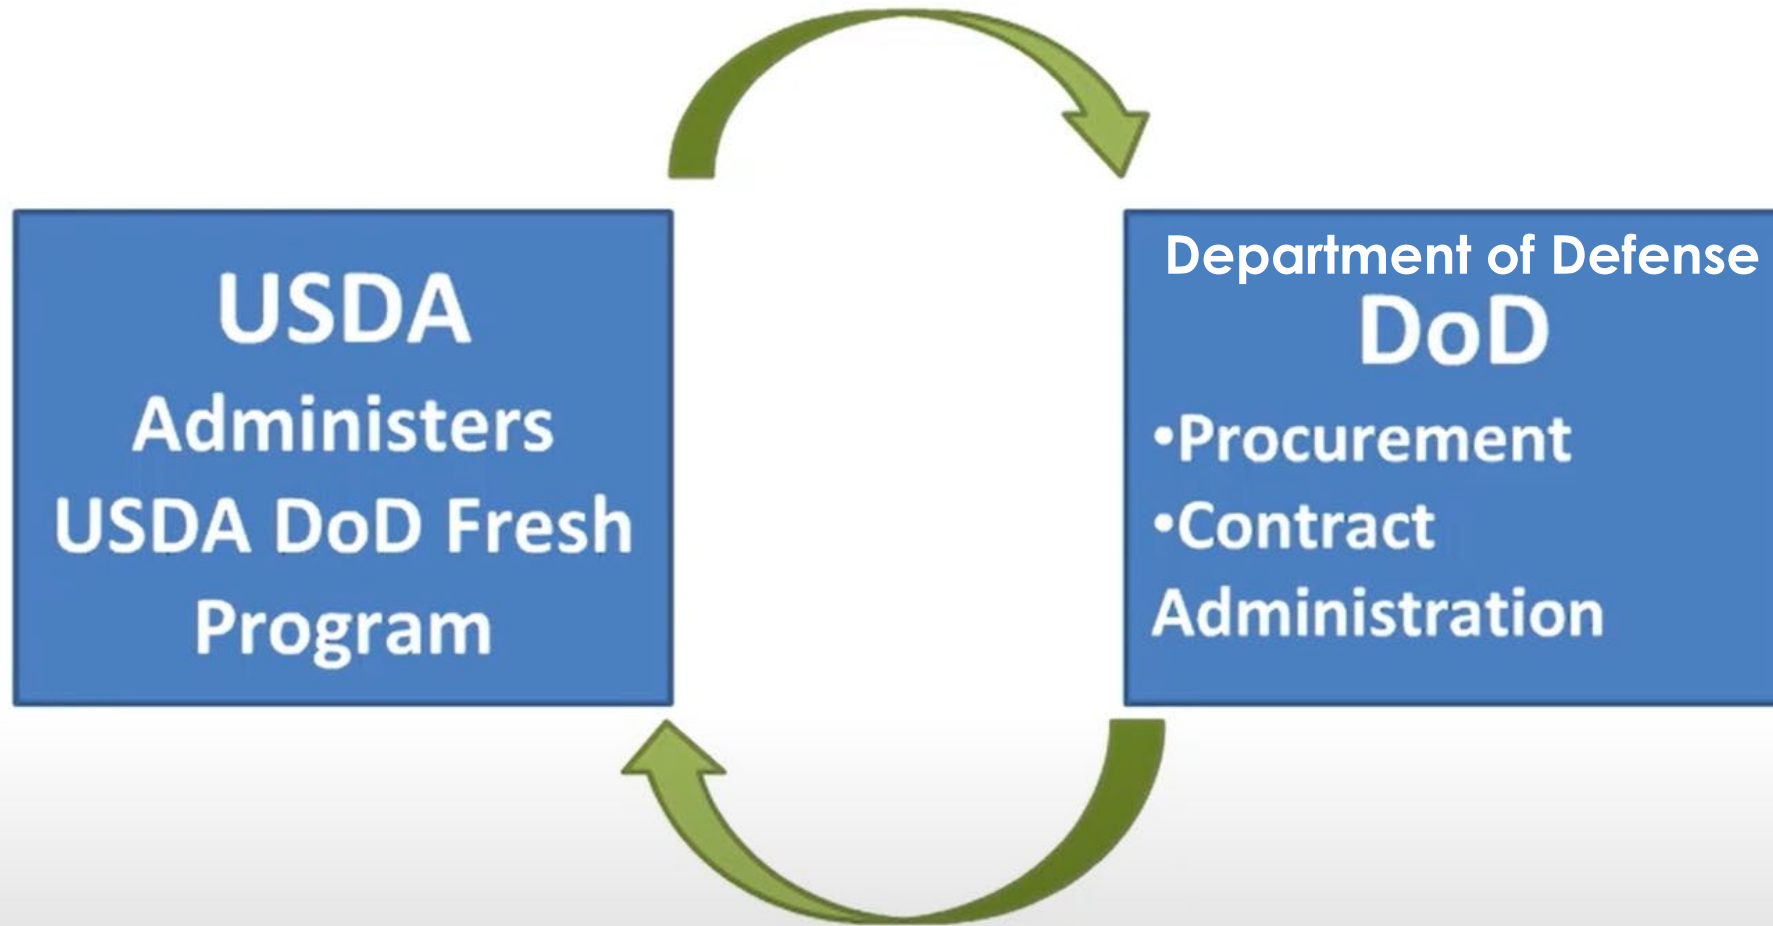 USDA
Administers
USDA DoD Fresh
Program
Department of Defense
DoD
•Procurement
•Contract
Administration